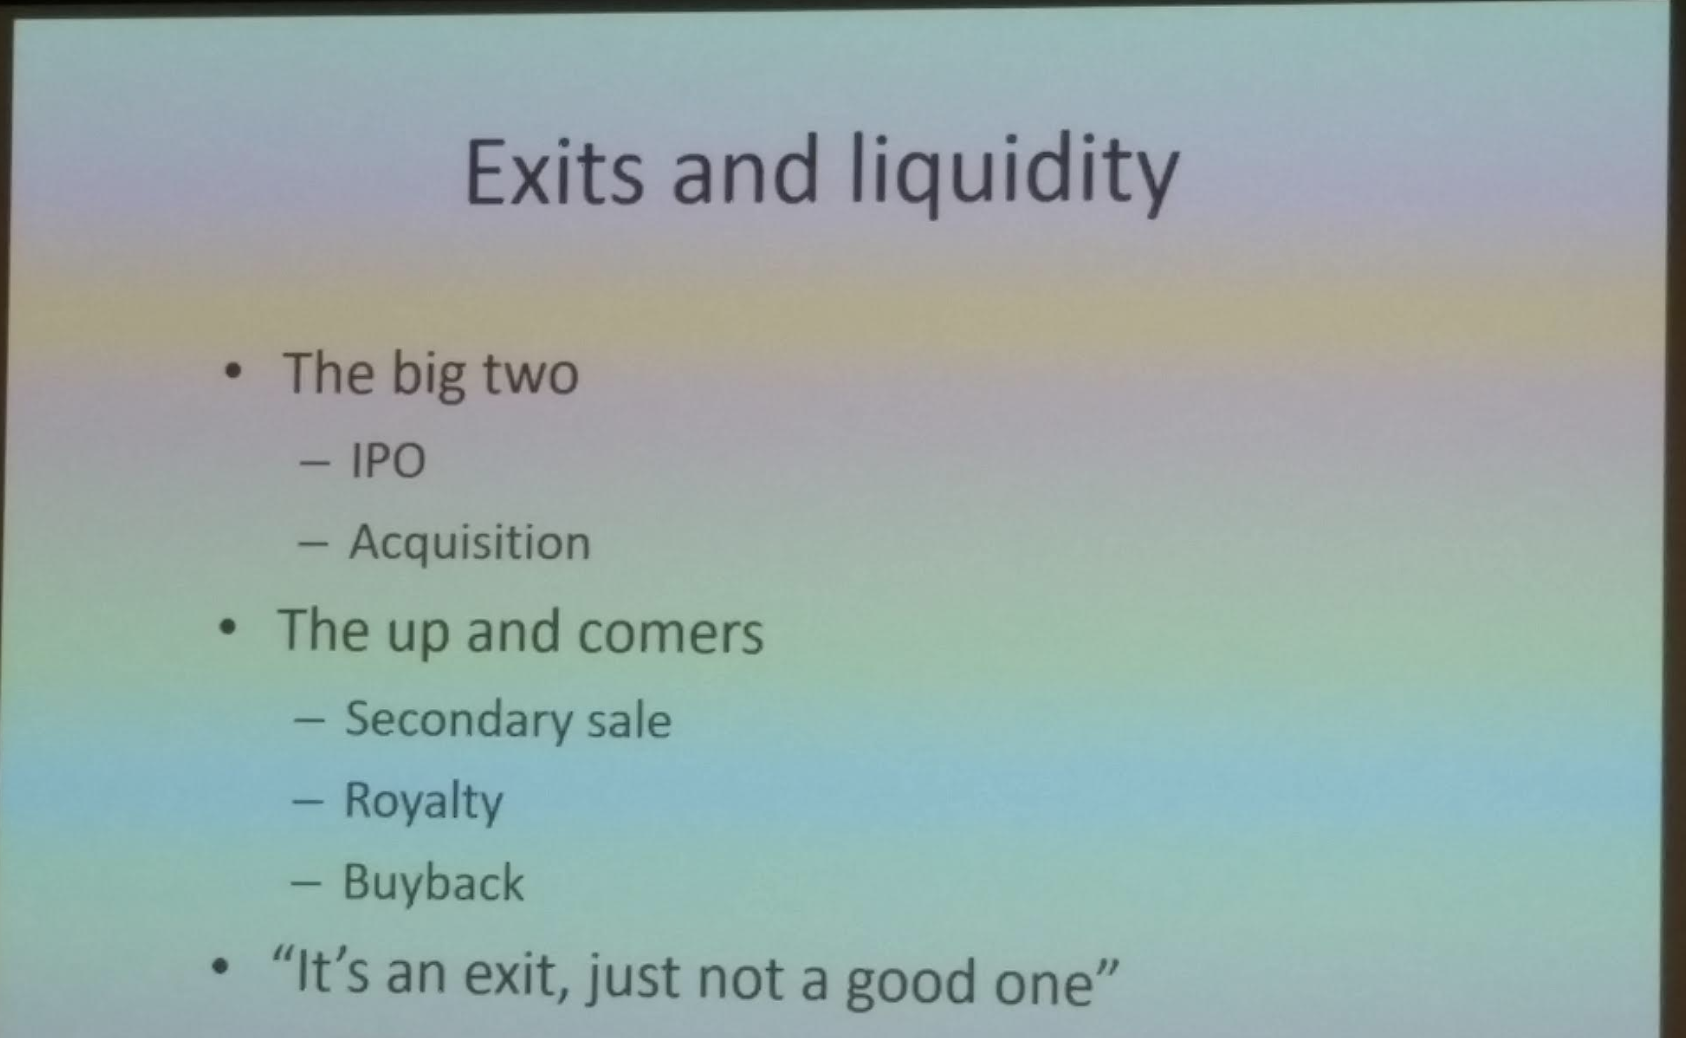 Exits and liquidity
• The big two
– IPO
– Acquisition
• The up and comers
– Secondary sale
– Royalty
– Buyback
• “It’s an exit, just not a good one”